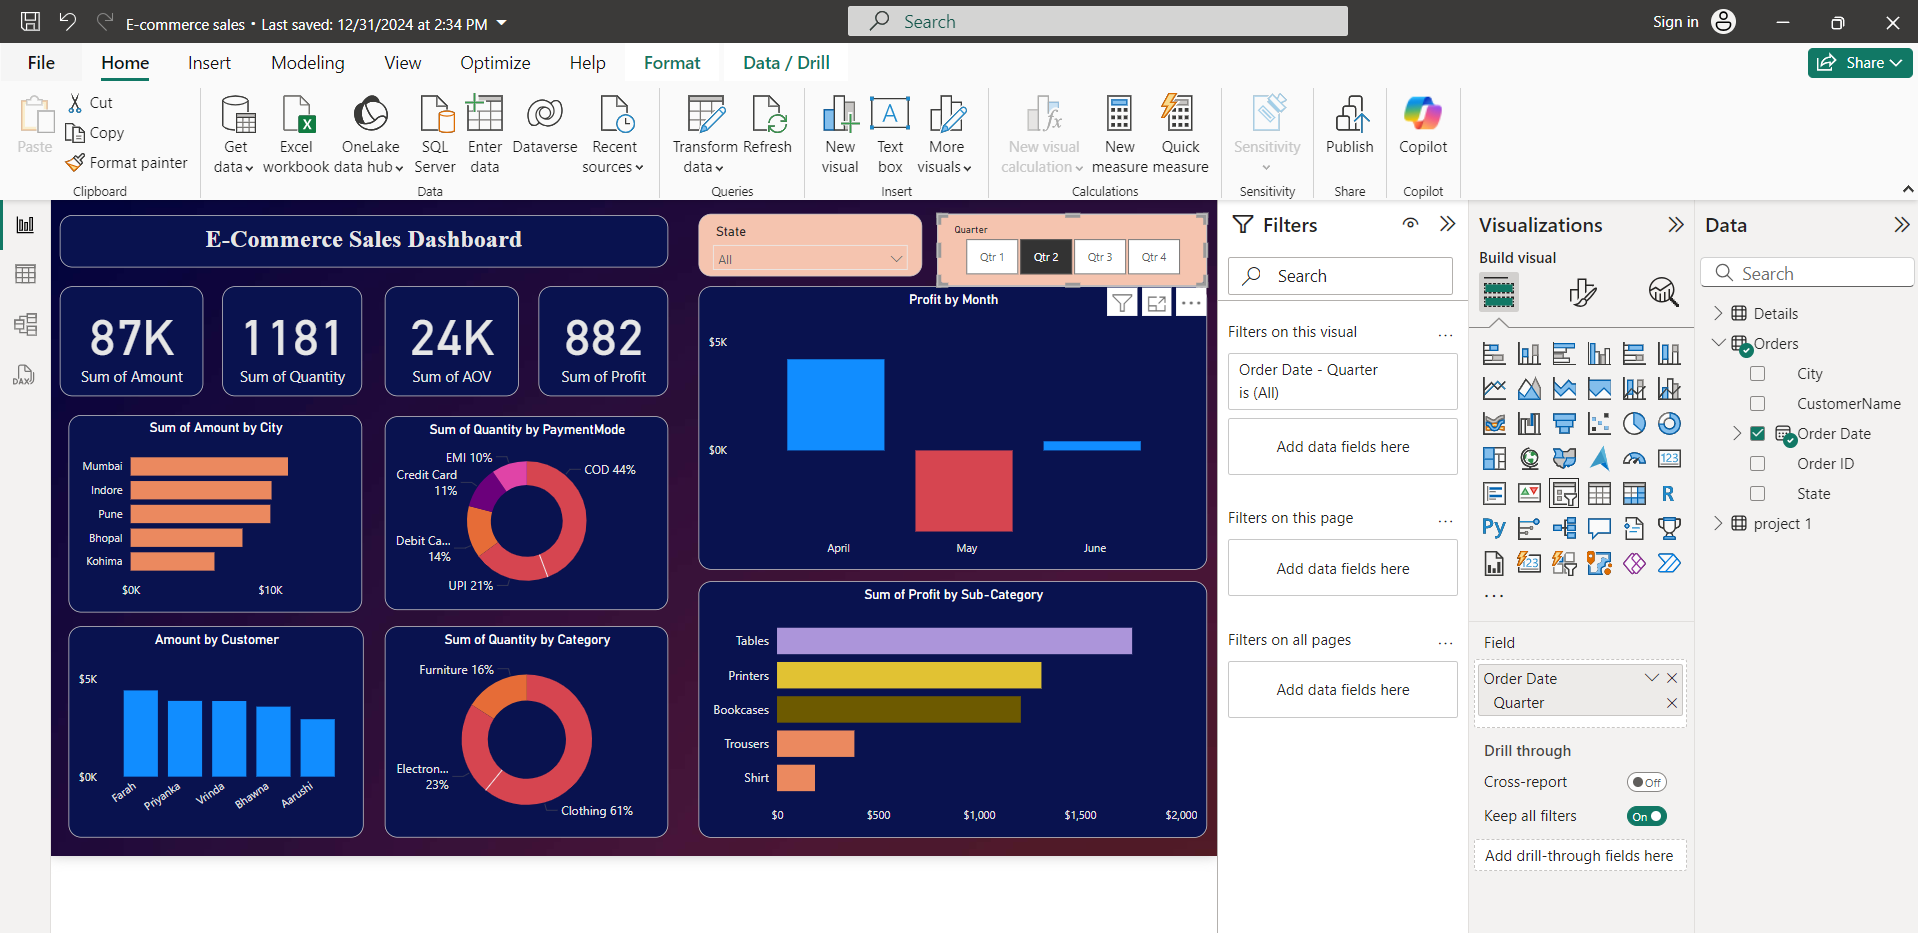 E-commerce sales • Last saved: 12/31/2024 at 2:34 PM
Search
Sign in
File
Home
Insert
Modeling
View
Optimize
Help
Format
Data / Drill
Share
Paste
Cut
Copy
Format painter
Clipboard
Get data
Excel workbook
OneLake data hub
SQL Server
Enter data
Dataverse
Recent sources
Data
Transform data
Refresh
Queries
New visual
Text box
More visuals
Insert
New visual calculation
New measure
Quick measure
Calculations
Sensitivity
Sensitivity
Publish
Share
Copilot
Copilot
DAX
E-Commerce Sales Dashboard
State
All
Quarter
Qtr 1
Qtr 2
Qtr 3
Qtr 4
87K
Sum of Amount
1181
Sum of Quantity
24K
Sum of AOV
882
Sum of Profit
Profit by Month
$5K
$0K
April
May
June
Sum of Amount by City
Mumbai
Indore
Pune
Bhopal
Kohima
$0K
$10K
Sum of Quantity by PaymentMode
EMI 10%
Credit Card
11%
Debit Ca...
14%
UPI 21%
COD 44%
Sum of Profit by Sub-Category
Tables
Printers
Bookcases
Trousers
Shirt
$0
$500
$1,000
$1,500
$2,000
Amount by Customer
$5K
$0K
Farah
Priyanka
Vrinda
Bhawna
Aarushi
Sum of Quantity by Category
Furniture 16%
Electron...
23%
Clothing 61%
Filters
Search
Filters on this visual
...
Order Date - Quarter
is (All)
Add data fields here
Filters on this page
...
Add data fields here
Filters on all pages
...
Add data fields here
Visualizations
Build visual
123
R
Py
123
...
Field
Order Date
Quarter
Drill through
Cross-report
Off
Keep all filters
On
Add drill-through fields here
Data
Search
Details
Orders
City
CustomerName
Order Date
Order ID
State
project 1